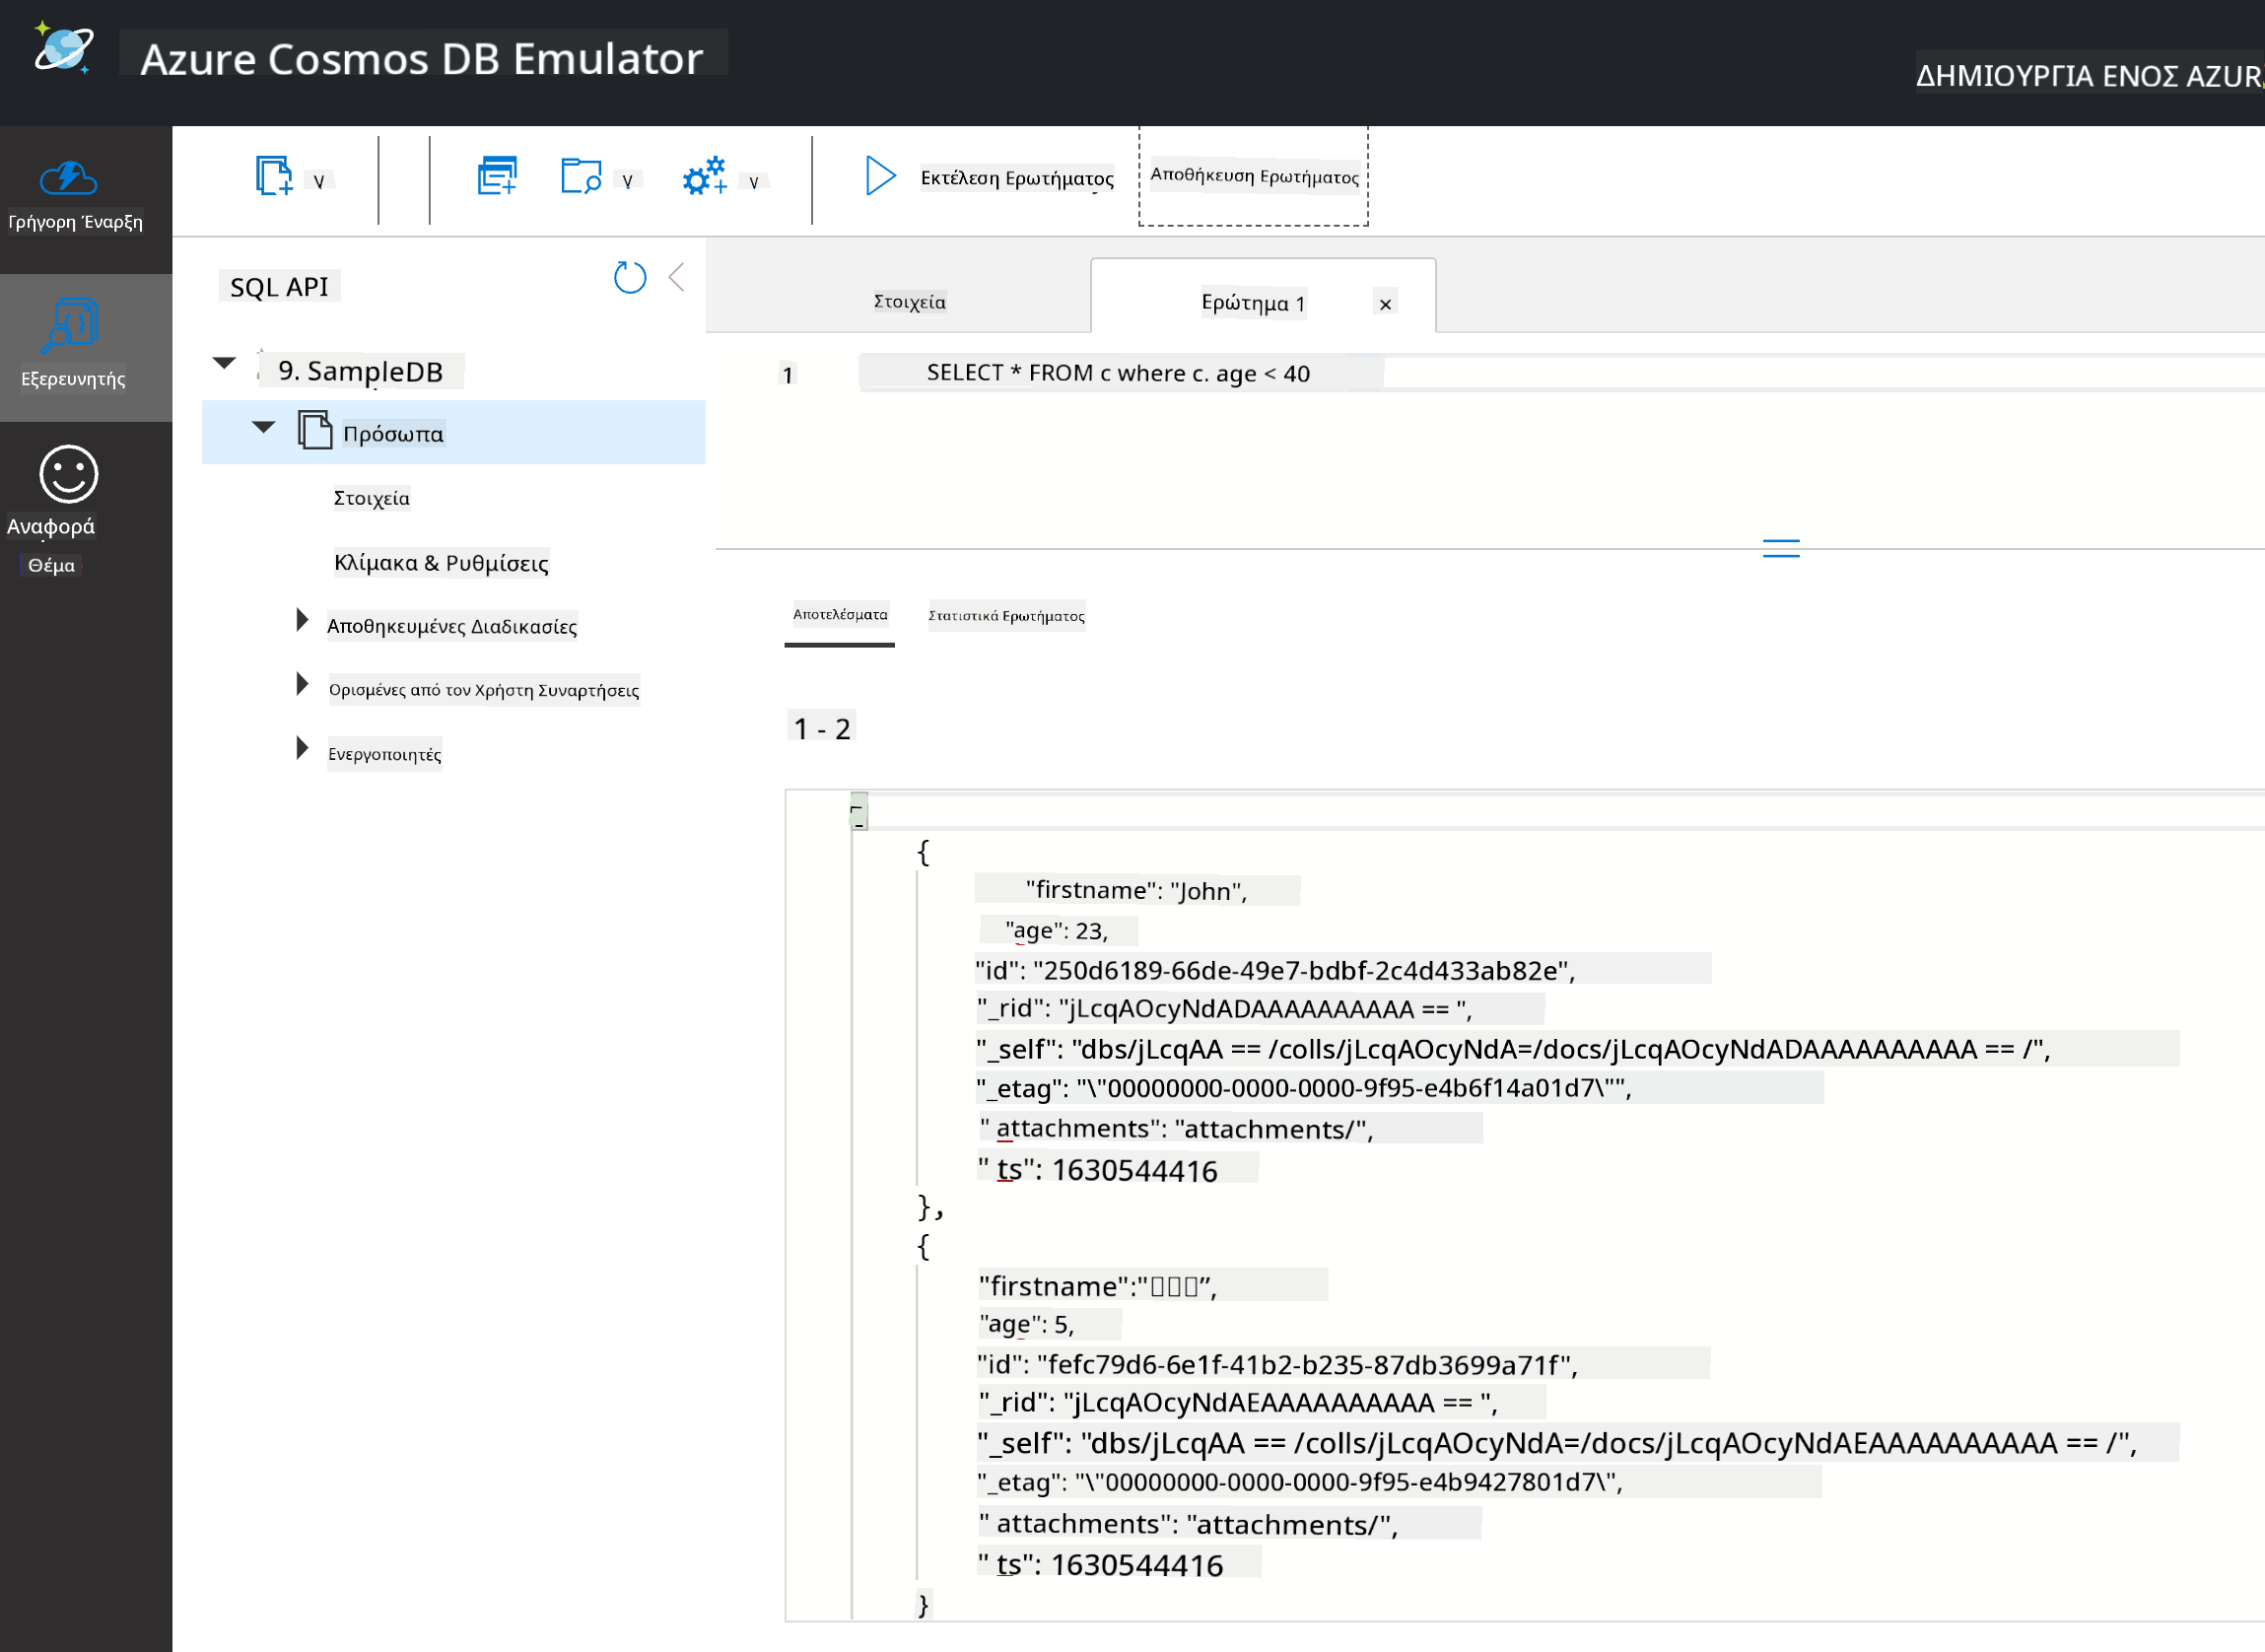 Azure Cosmos DB Emulator
ΔΗΜΙΟΥΡΓΙΑ ΕΝΟΣ AZUR
Γρήγορη Έναρξη
Εξερευνητής
Αναφορά
Θέμα
Εκτέλεση Ερωτήματος
Αποθήκευση Ερωτήματος
SQL API
9. SampleDB
Πρόσωπα
Στοιχεία
Κλίμακα & Ρυθμίσεις
Αποθηκευμένες Διαδικασίες
Ορισμένες από τον Χρήστη Συναρτήσεις
Ενεργοποιητές
Στοιχεία
Ερώτημα 1 ×
1 SELECT * FROM c where c. age < 40
Αποτελέσματα Στατιστικά Ερωτήματος
1 - 2
[
{
"firstname": "John",
"age": 23,
"id": "250d6189-66de-49e7-bdbf-2c4d433ab82e",
"_rid": "jLcqAOcyNdADAAAAAAAAAA == ",
"_self": "dbs/jLcqAA == /colls/jLcqAOcyNdA=/docs/jLcqAOcyNdADAAAAAAAAAA == /",
"_etag": "\"00000000-0000-0000-9f95-e4b6f14a01d7\"",
" attachments": "attachments/",
" ts": 1630544416
},
{
"firstname":"□□□”,
"age": 5,
"id": "fefc79d6-6e1f-41b2-b235-87db3699a71f",
"_rid": "jLcqAOcyNdAEAAAAAAAAAA == ",
"_self": "dbs/jLcqAA == /colls/jLcqAOcyNdA=/docs/jLcqAOcyNdAEAAAAAAAAAA == /",
"_etag": "\"00000000-0000-0000-9f95-e4b9427801d7\",
" attachments": "attachments/",
" ts": 1630544416
}